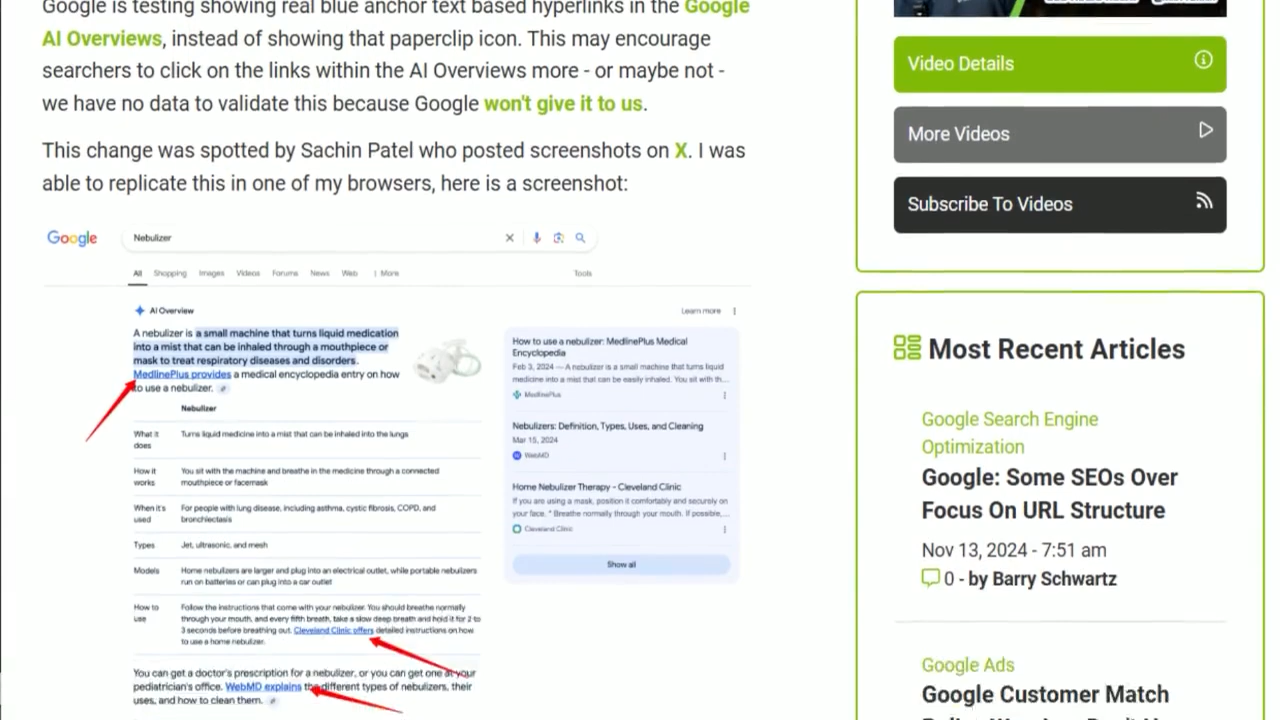 Google is testing showing real blue anchor text based hyperlinks in the Google
AI Overviews, instead of showing that paperclip icon. This may encourage
searchers to click on the links within the AI Overviews more - or maybe not -
we have no data to validate this because Google won't give it to us.
This change was spotted by Sachin Patel who posted screenshots on X. I was
able to replicate this in one of my browsers, here is a screenshot:
Google
Nebulizer
All Shopping Images Videos Forums News Web More Tools
AI Overview
Learn more
A nebulizer is a small machine that turns liquid medication
into a mist that can be inhaled through a mouthpiece or
mask to treat respiratory diseases and disorders.
MedlinePlus provides a medical encyclopedia entry on how
to use a nebulizer.
Nebulizer
What it
does
Turns liquid medicine into a mist that can be inhaled into the lungs
How it
works
You sit with the machine and breathe in the medicine through a connected
mouthpiece or facemask
When it's
used
For people with lung disease, including asthma, cystic fibrosis, COPD, and
bronchiectasis
Types
Jet, ultrasonic, and mesh
Models
Home nebulizers are larger and plug into an electrical outlet, while portable nebulizers
run on batteries or can plug into a car outlet
How to
use
Follow the instructions that come with your nebulizer. You should breathe normally
through your mouth, and every fifth breath, take a slow deep breath and hold it for 2 to
3 seconds before breathing out. Cleveland Clinic offers detailed instructions on how
to use a home nebulizer.
You can get a doctor's prescription for a nebulizer, or you can get one at your
pediatrician's office. WebMD explains the different types of nebulizers, their
uses, and how to clean them.
How to use a nebulizer: MedlinePlus Medical
Encyclopedia
Feb 3, 2024 — A nebulizer is a small machine that turns liquid
medicine into a mist that can be easily inhaled. You sit with th...
MedlinePlus
Nebulizers: Definition, Types, Uses, and Cleaning
Mar 15, 2024
WebMD
Home Nebulizer Therapy - Cleveland Clinic
If you are using a mask, position it comfortably and securely on
your face. * Breathe normally through your mouth. If possible,...
Cleveland Clinic
Show all
Video Details
More Videos
Subscribe To Videos
Most Recent Articles
Google Search Engine
Optimization
Google: Some SEOs Over
Focus On URL Structure
Nov 13, 2024 - 7:51 am
0 - by Barry Schwartz
Google Ads
Google Customer Match